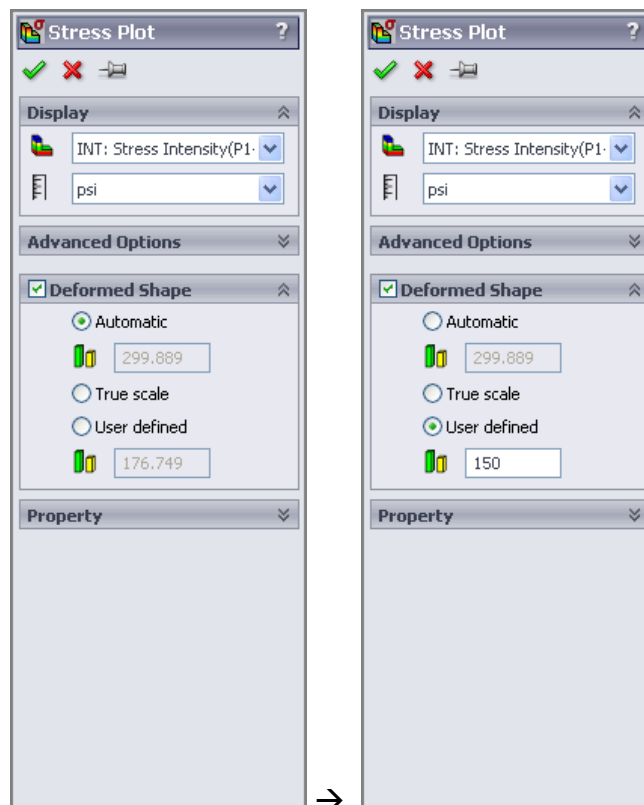 Stress Plot ?
Display
INT: Stress Intensity(P1-
psi
Advanced Options
Deformed Shape
Automatic
299.889
True scale
User defined
176.749
Property
→
Stress Plot ?
Display
INT: Stress Intensity(P1-
psi
Advanced Options
Deformed Shape
Automatic
299.889
True scale
User defined
150
Property